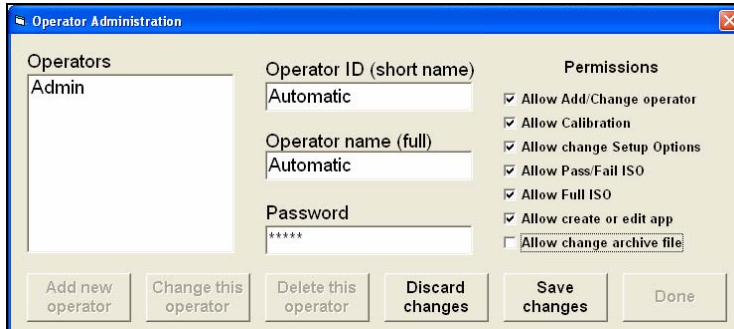 Operator Administration
Operators
Admin
Operator ID (short name)
Automatic
Operator name (full)
Automatic
Password
*****
Permissions
Allow Add/Change operator
Allow Calibration
Allow change Setup Options
Allow Pass/Fail ISO
Allow Full ISO
Allow create or edit app
Allow change archive file
Add new
operator
Change this
operator
Delete this
operator
Discard
changes
Save
changes
Done